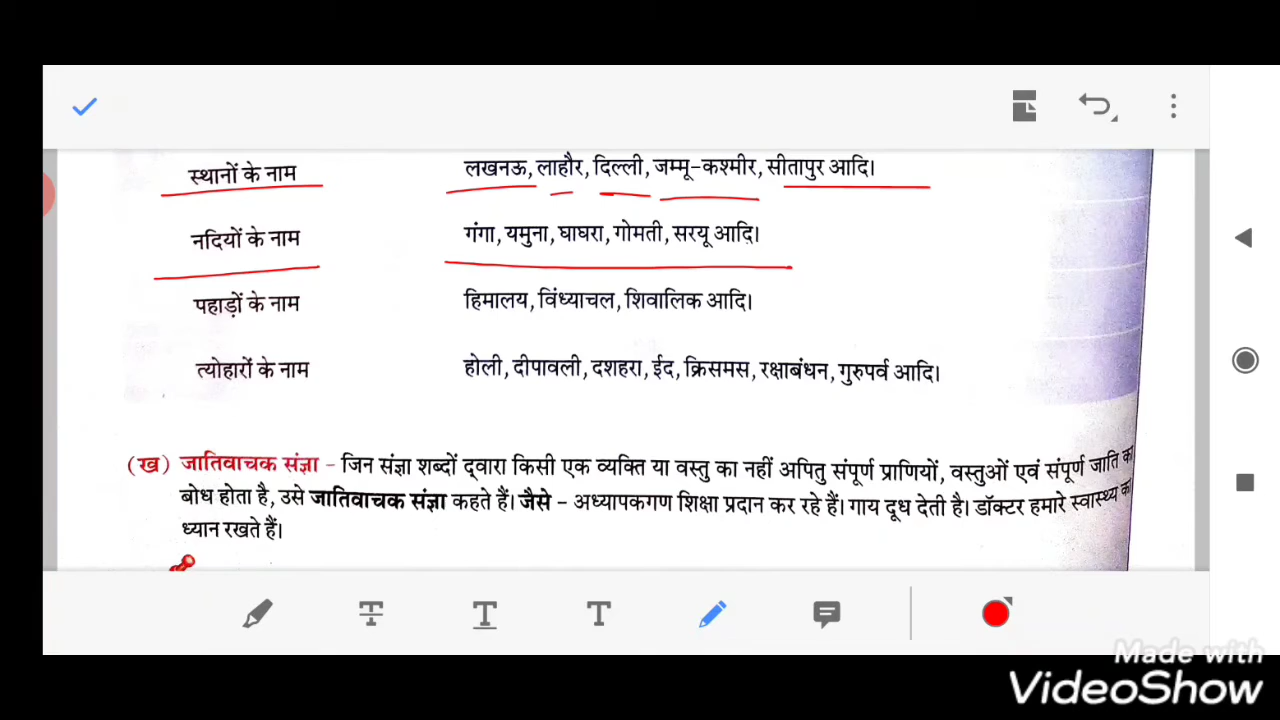 स्थानों के नाम लखनऊ, लाहौर, दिल्ली, जम्मू-कश्मीर, सीतापुर आदि।
नदियों के नाम गंगा, यमुना, घाघरा, गोमती, सरयू आदि।
पहाड़ों के नाम हिमालय, विंध्याचल, शिवालिक आदि।
त्योहारों के नाम होली, दीपावली, दशहरा, ईद, क्रिसमस, रक्षाबंधन, गुरुपर्व आदि।
(ख) जातिवाचक संज्ञा - जिन संज्ञा शब्दों द्वारा किसी एक व्यक्ति या वस्तु का नहीं अपितु संपूर्ण प्राणियों, वस्तुओं एवं संपूर्ण जाति का
बोध होता है, उसे जातिवाचक संज्ञा कहते हैं। जैसे - अध्यापकगण शिक्षा प्रदान कर रहे हैं। गाय दूध देती है। डॉक्टर हमारे स्वास्थ्य का
ध्यान रखते हैं।
T T T
Made with
VideoShow